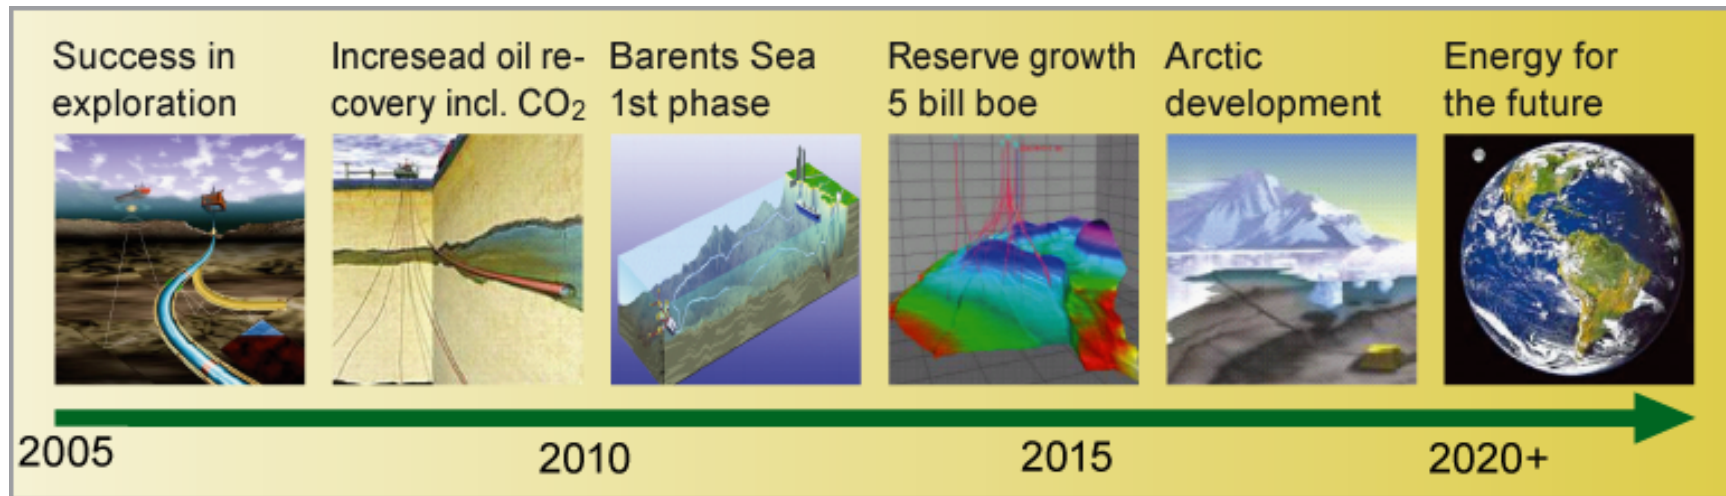 Success in
exploration
Incresead oil re-
covery incl. CO₂
Barents Sea
1st phase
Reserve growth
5 bill boe
Arctic
development
Energy for
the future
2005
2010
2015
2020+